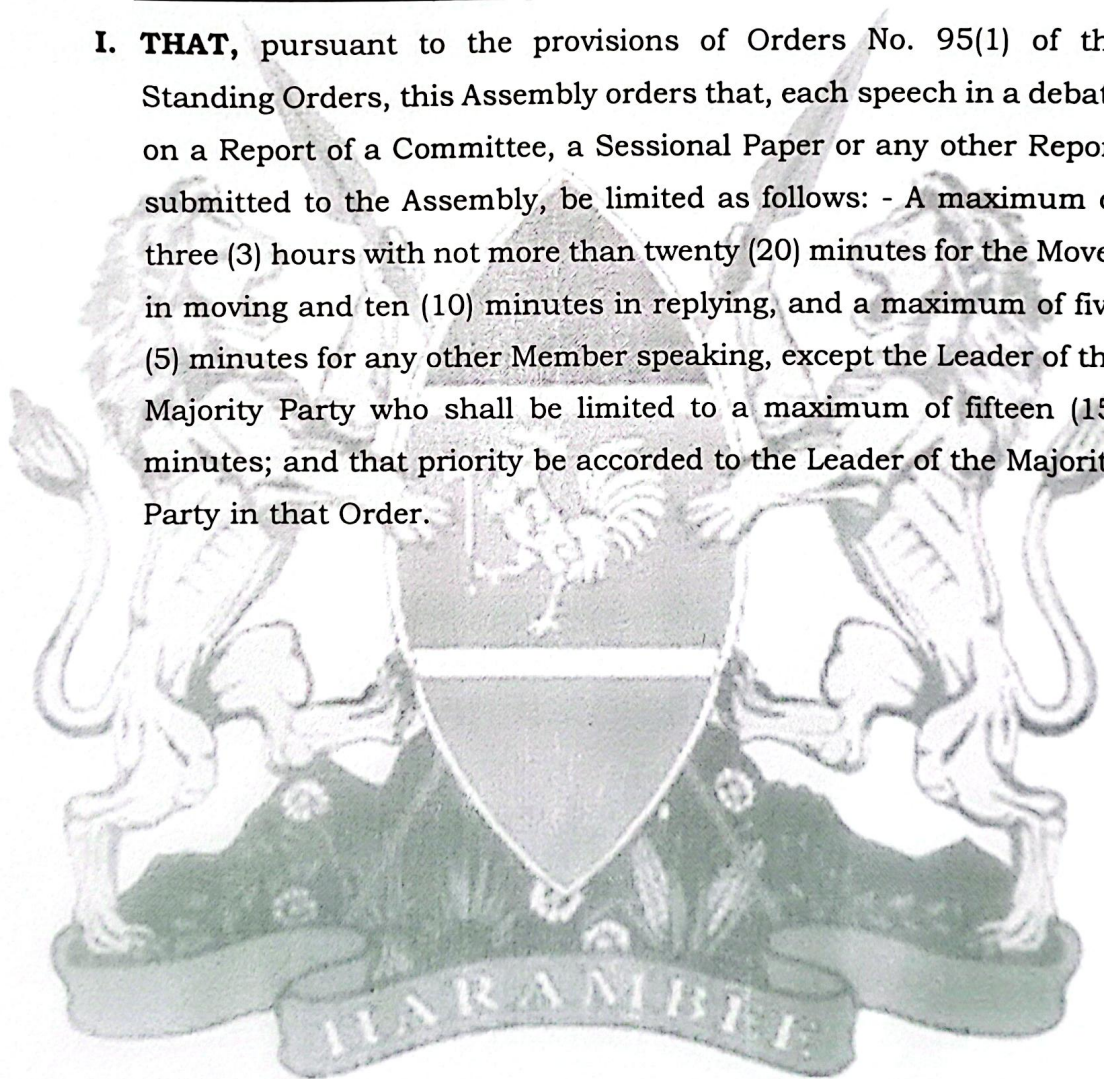 I. THAT, pursuant to the provisions of Orders No. 95(1) of th
Standing Orders, this Assembly orders that, each speech in a debat
on a Report of a Committee, a Sessional Paper or any other Repor
submitted to the Assembly, be limited as follows: - A maximum o
three (3) hours with not more than twenty (20) minutes for the Move
in moving and ten (10) minutes in replying, and a maximum of fiv
(5) minutes for any other Member speaking, except the Leader of th
Majority Party who shall be limited to a maximum of fifteen (15
minutes; and that priority be accorded to the Leader of the Majorit
Party in that Order.
HARAMBEE